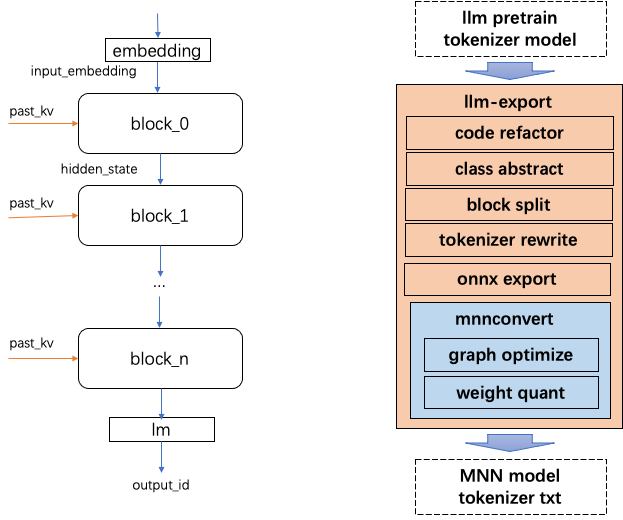 embedding
input_embedding
past_kv
block_0
hidden_state
past_kv
block_1
...
past_kv
block_n
lm
output_id
llm pretrain
tokenizer model
llm-export
code refactor
class abstract
block split
tokenizer rewrite
onnx export
mnnconvert
graph optimize
weight quant
MNN model
tokenizer txt